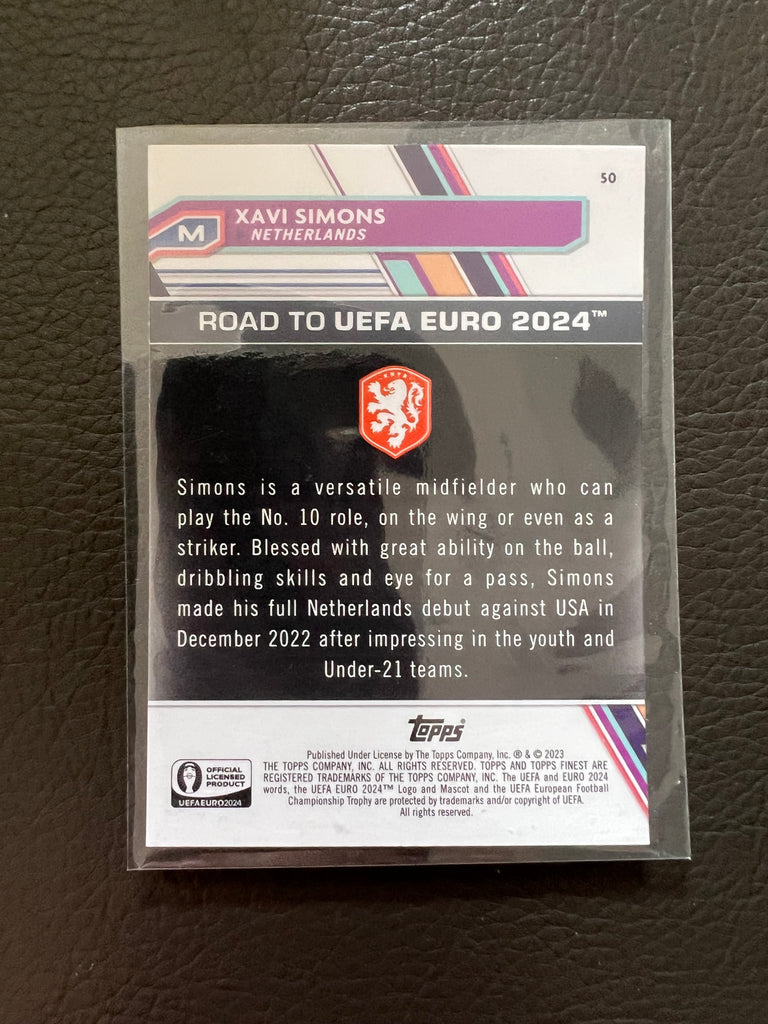 50
XAVI SIMONS
M
NETHERLANDS
ROAD TO UEFA EURO 2024™
KNVB
Simons is a versatile midfielder who can
play the No. 10 role, on the wing or even as a
striker. Blessed with great ability on the ball,
dribbling skills and eye for a pass, Simons
made his full Netherlands debut against USA in
December 2022 after impressing in the youth and
Under-21 teams.
topps
Published Under License by The Topps Company, Inc. ® & © 2023
THE TOPPS COMPANY, INC. ALL RIGHTS RESERVED. TOPPS AND TOPPS FINEST ARE
REGISTERED TRADEMARKS OF THE TOPPS COMPANY, INC. The UEFA and EURO 2024
words, the UEFA EURO 2024™ Logo and Mascot and the UEFA European Football
Championship Trophy are protected by trademarks and/or copyright of UEFA.
All rights reserved.
OFFICIAL
LICENSED
PRODUCT
UEFAEURO2024